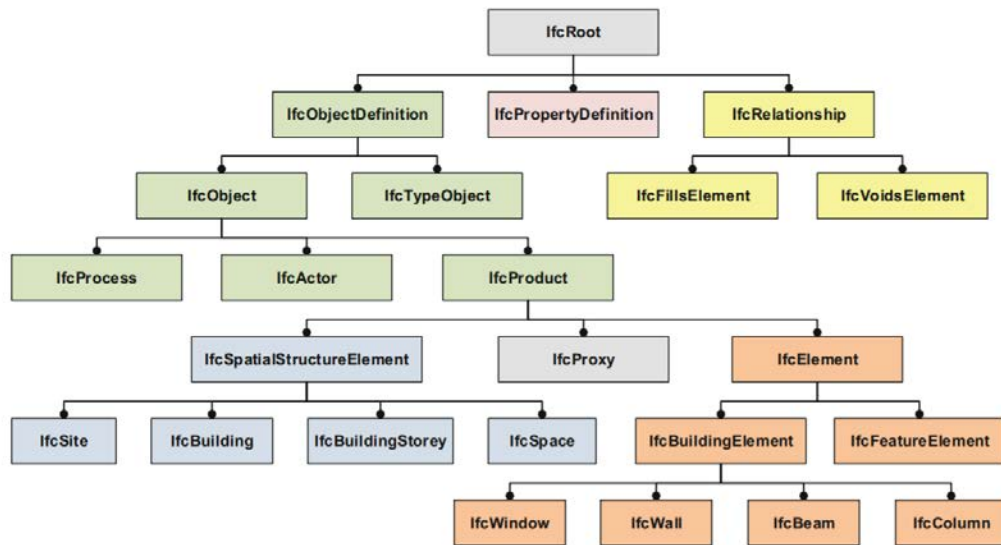 IfcRoot
IfcObjectDefinition
IfcPropertyDefinition
IfcRelationship
IfcObject
IfcTypeObject
IfcFillsElement
IfcVoidsElement
IfcProcess
IfcActor
IfcProduct
IfcSpatialStructureElement
IfcProxy
IfcElement
IfcSite
IfcBuilding
IfcBuildingStorey
IfcSpace
IfcBuildingElement
IfcFeatureElement
IfcWindow
IfcWall
IfcBeam
IfcColumn